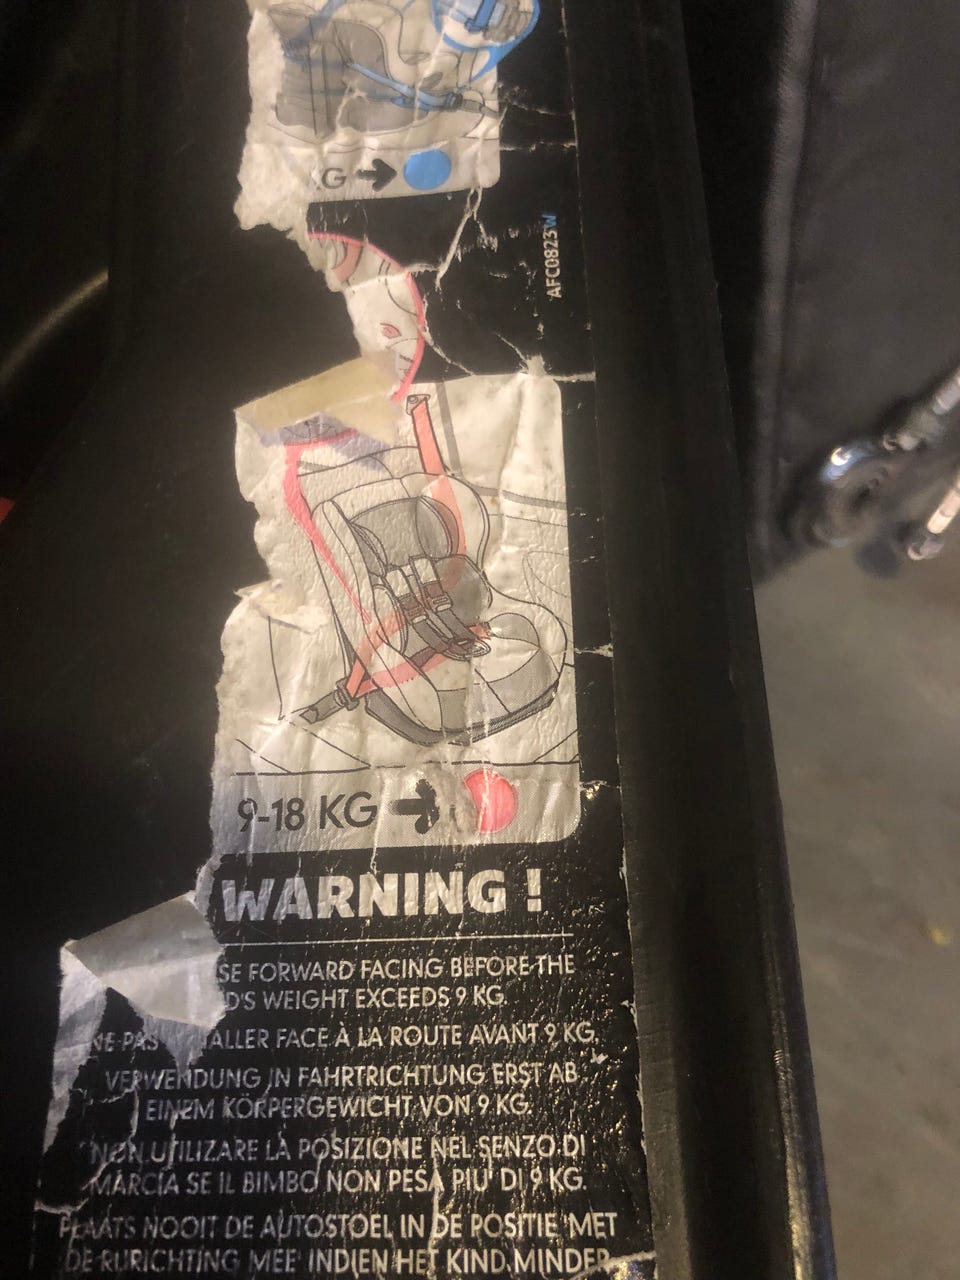 KG
AFC0823W
9-18 KG
WARNING !
SE FORWARD FACING BEFORE THE
D'S WEIGHT EXCEEDS 9 KG.
NE PAS ALLER FACE À LA ROUTE AVANT 9 KG.
VERWENDUNG IN FAHRTRICHTUNG ERST AB
EINEM KÖRPERGEWICHT VON 9 KG.
NON UTILIZARE LA POSIZIONE NEL SENZO DI
MARCIA SE IL BIMBO NON PESA PIU' DI 9 KG.
PLAATS NOOIT DE AUTOSTOEL IN DE POSITIE MET
DE RIJRICHTING MEE INDIEN HET KIND MINDER